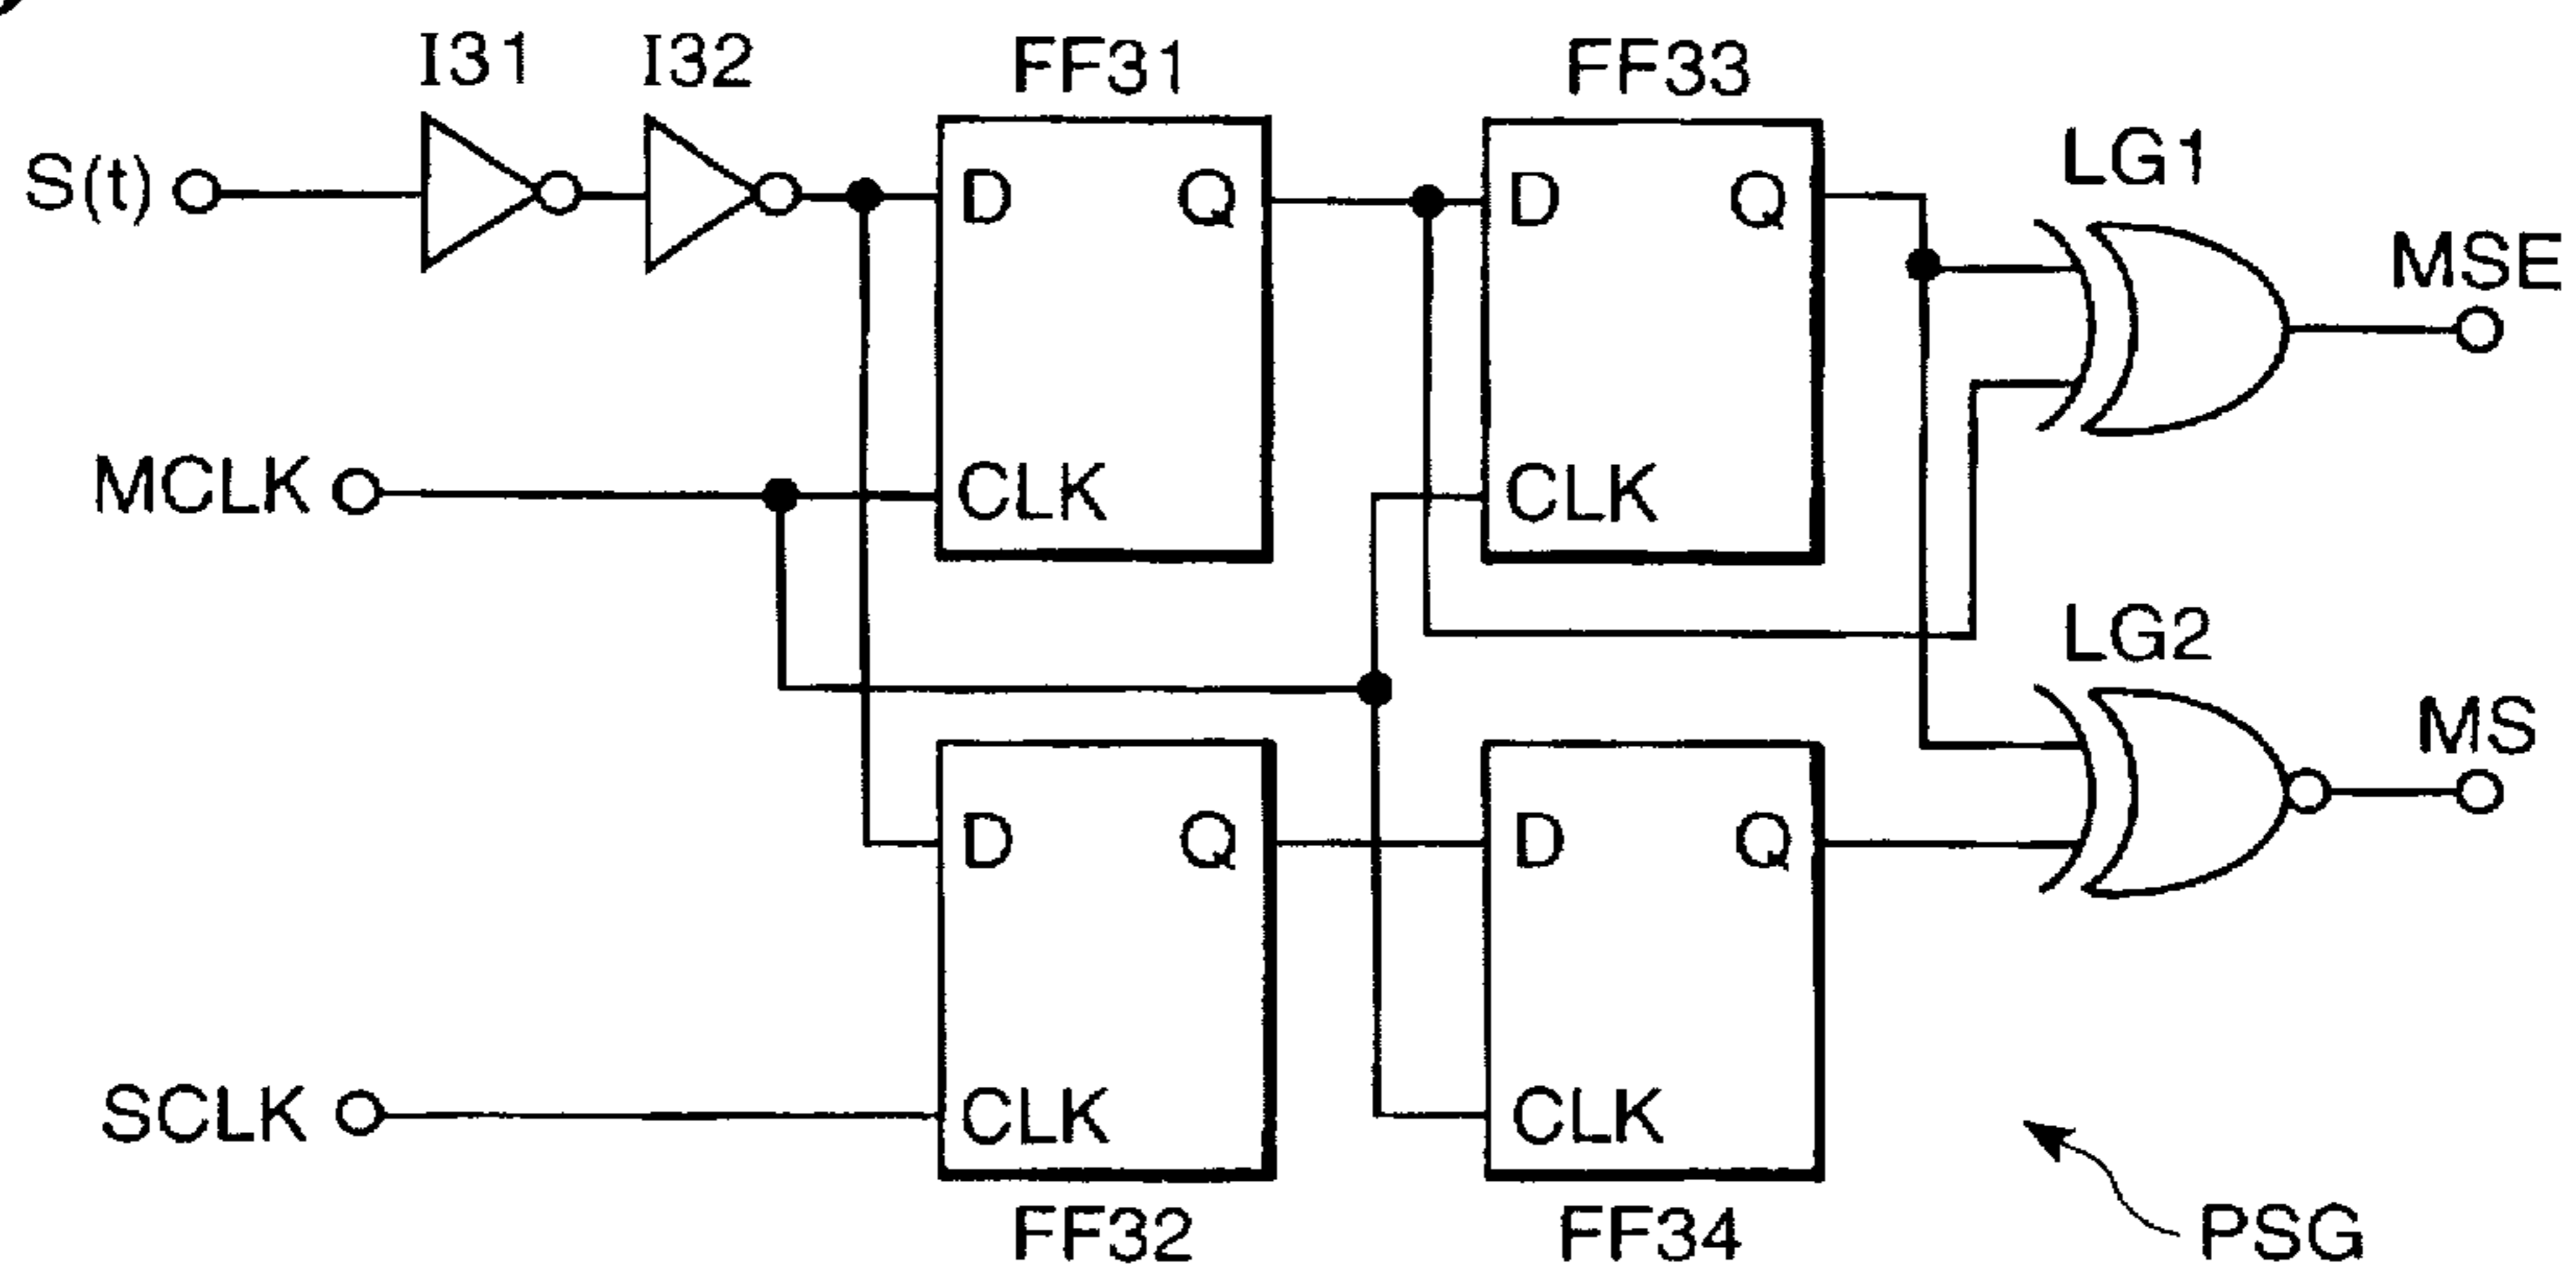 I31 I32 FF31 FF33
LG1
S(t) D Q D Q
MSE
MCLK CLK CLK
LG2
MS
D Q D Q
SCLK CLK CLK
FF32 FF34 PSG